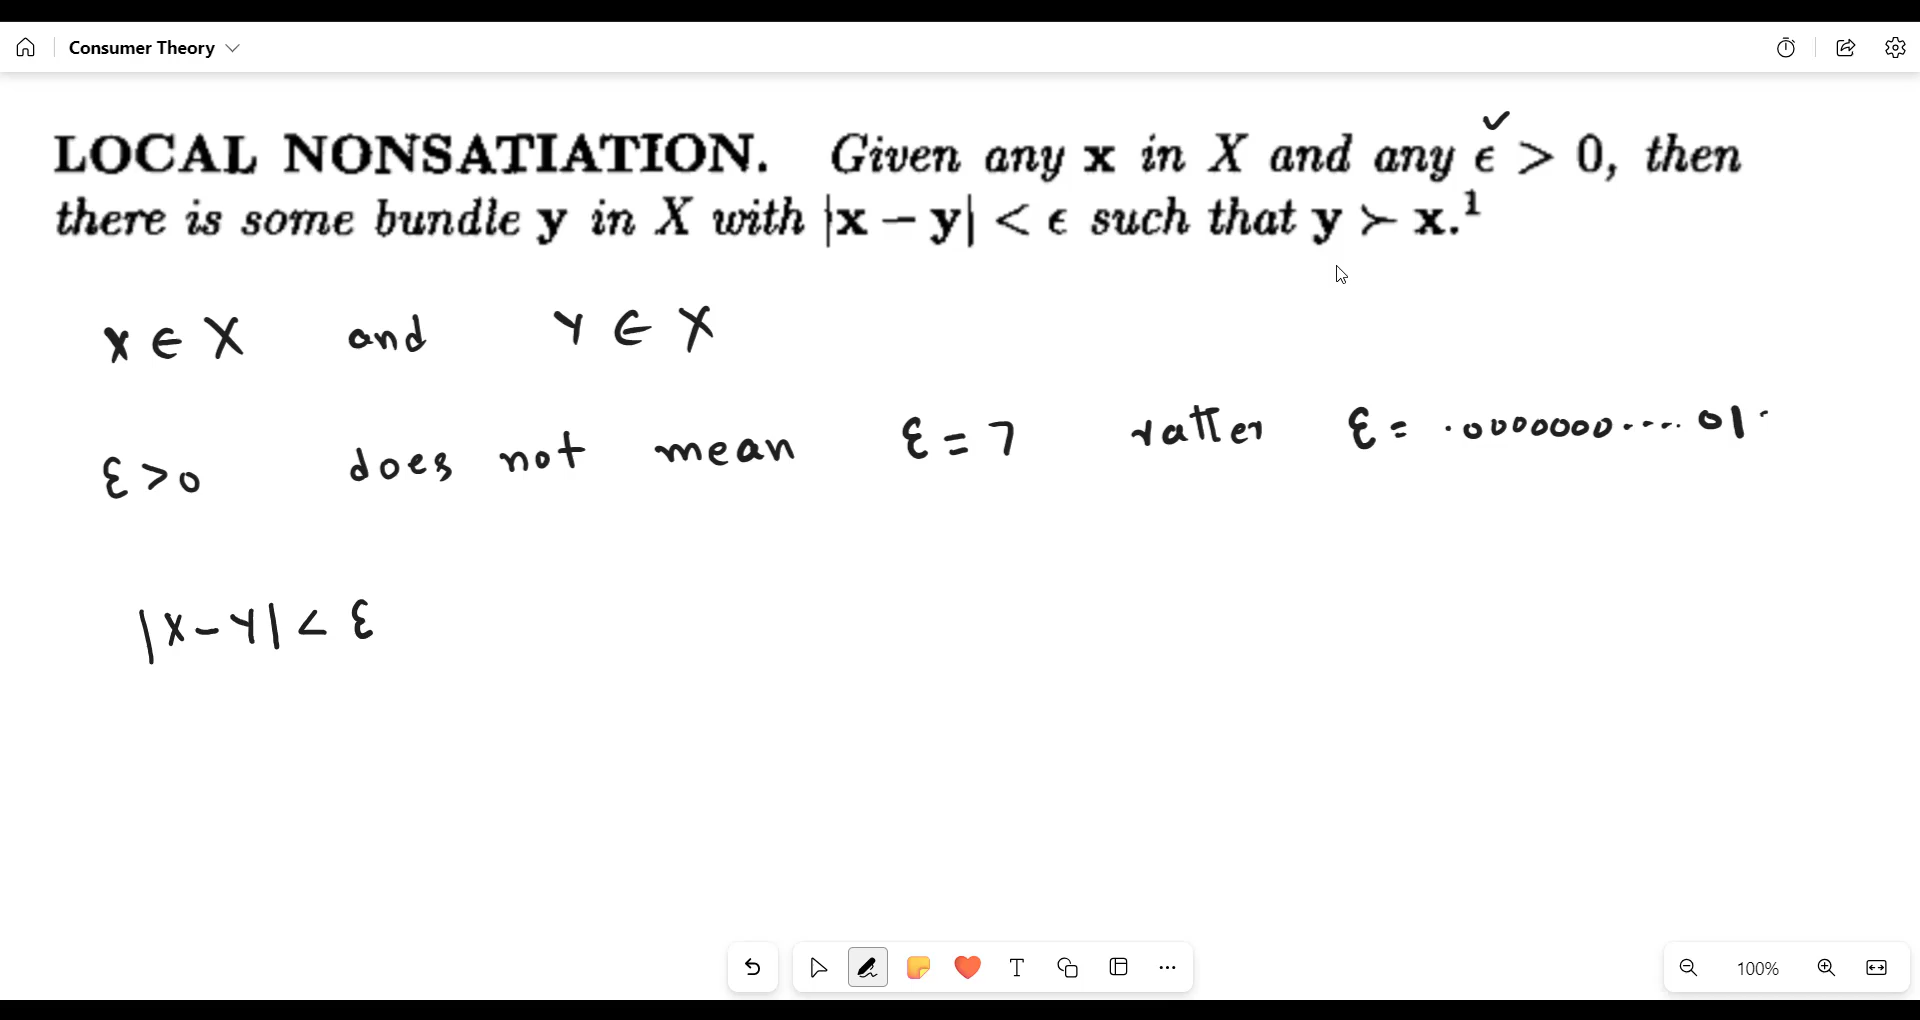 Consumer Theory
LOCAL NONSATIATION. Given any x in X and any ϵ > 0, then
there is some bundle y in X with |x − y| < ϵ such that y ≻ x.¹
x ∈ X and Y ∈ X
ε > 0 does not mean ε = 7 ratter ε = .0000000.....01.
|X − Y| < ε
100%